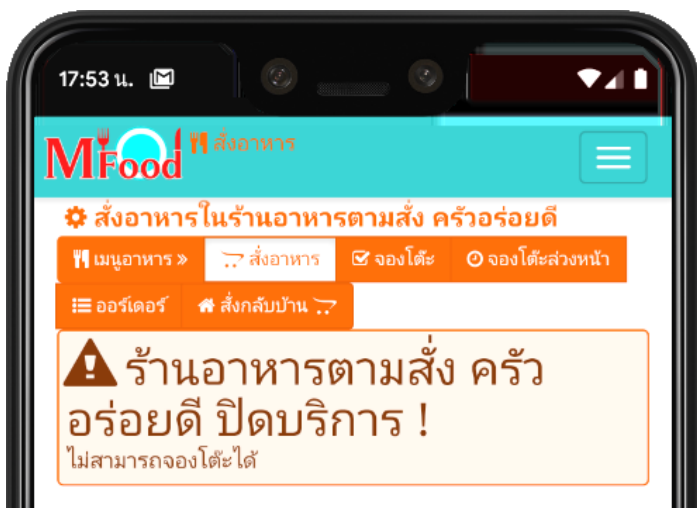 17:53 น.
MFood สั่งอาหาร
สั่งอาหารในร้านอาหารตามสั่ง ครัวอร่อยดี
เมนูอาหาร » สั่งอาหาร จองโต๊ะ จองโต๊ะล่วงหน้า
ออร์เดอร์ สั่งกลับบ้าน
ร้านอาหารตามสั่ง ครัว
อร่อยดี ปิดบริการ !
ไม่สามารถจองโต๊ะได้